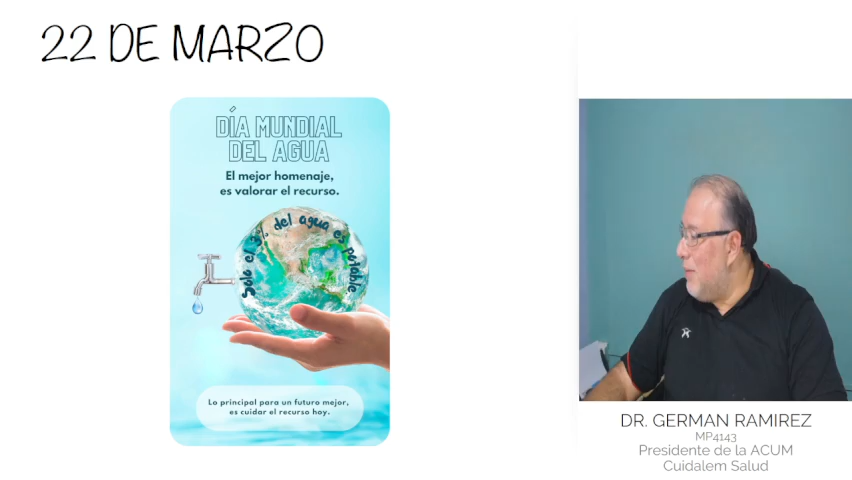 22 DE MARZO
DÍA MUNDIAL
DEL AGUA
El mejor homenaje,
es valorar el recurso.
Solo el 3% del agua es potable.
Lo principal para un futuro mejor,
es cuidar el recurso hoy.
DR. GERMAN RAMIREZ
MP4143
Presidente de la ACUM
Cuidalem Salud